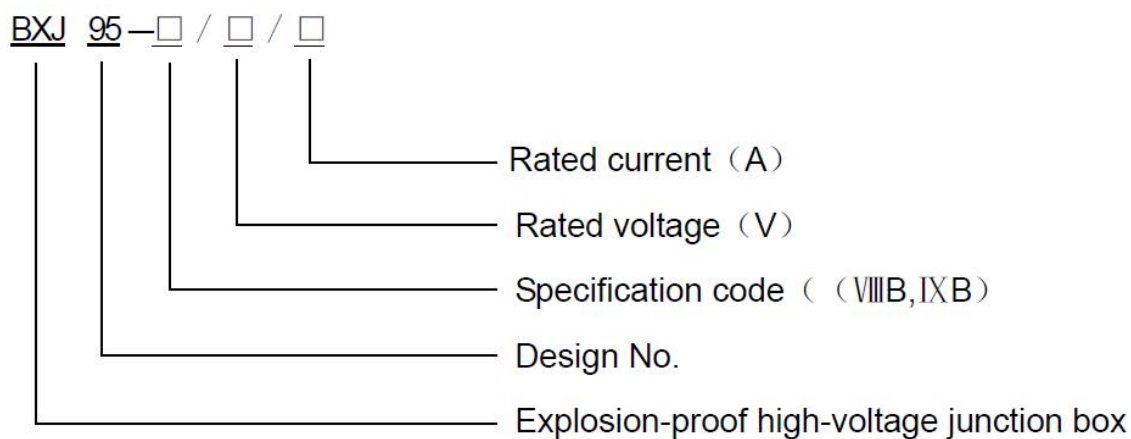 BXJ 95—□ / □ / □
Rated current（A）
Rated voltage（V）
Specification code（（ⅧB,ⅨB）
Design No.
Explosion-proof high-voltage junction box